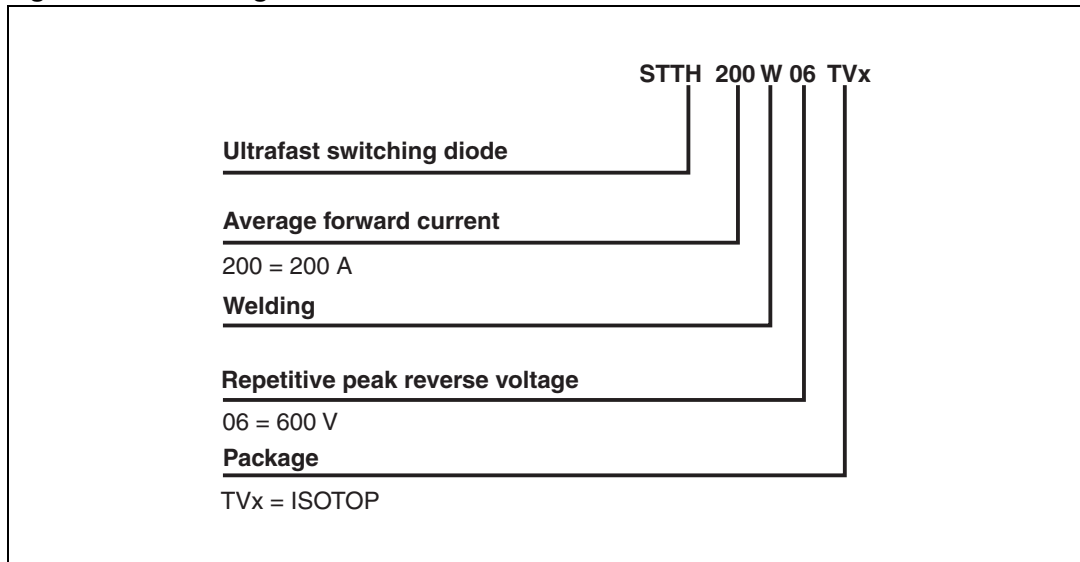 STTH 200 W 06 TVx
Ultrafast switching diode
Average forward current
200 = 200 A
Welding
Repetitive peak reverse voltage
06 = 600 V
Package
TVx = ISOTOP